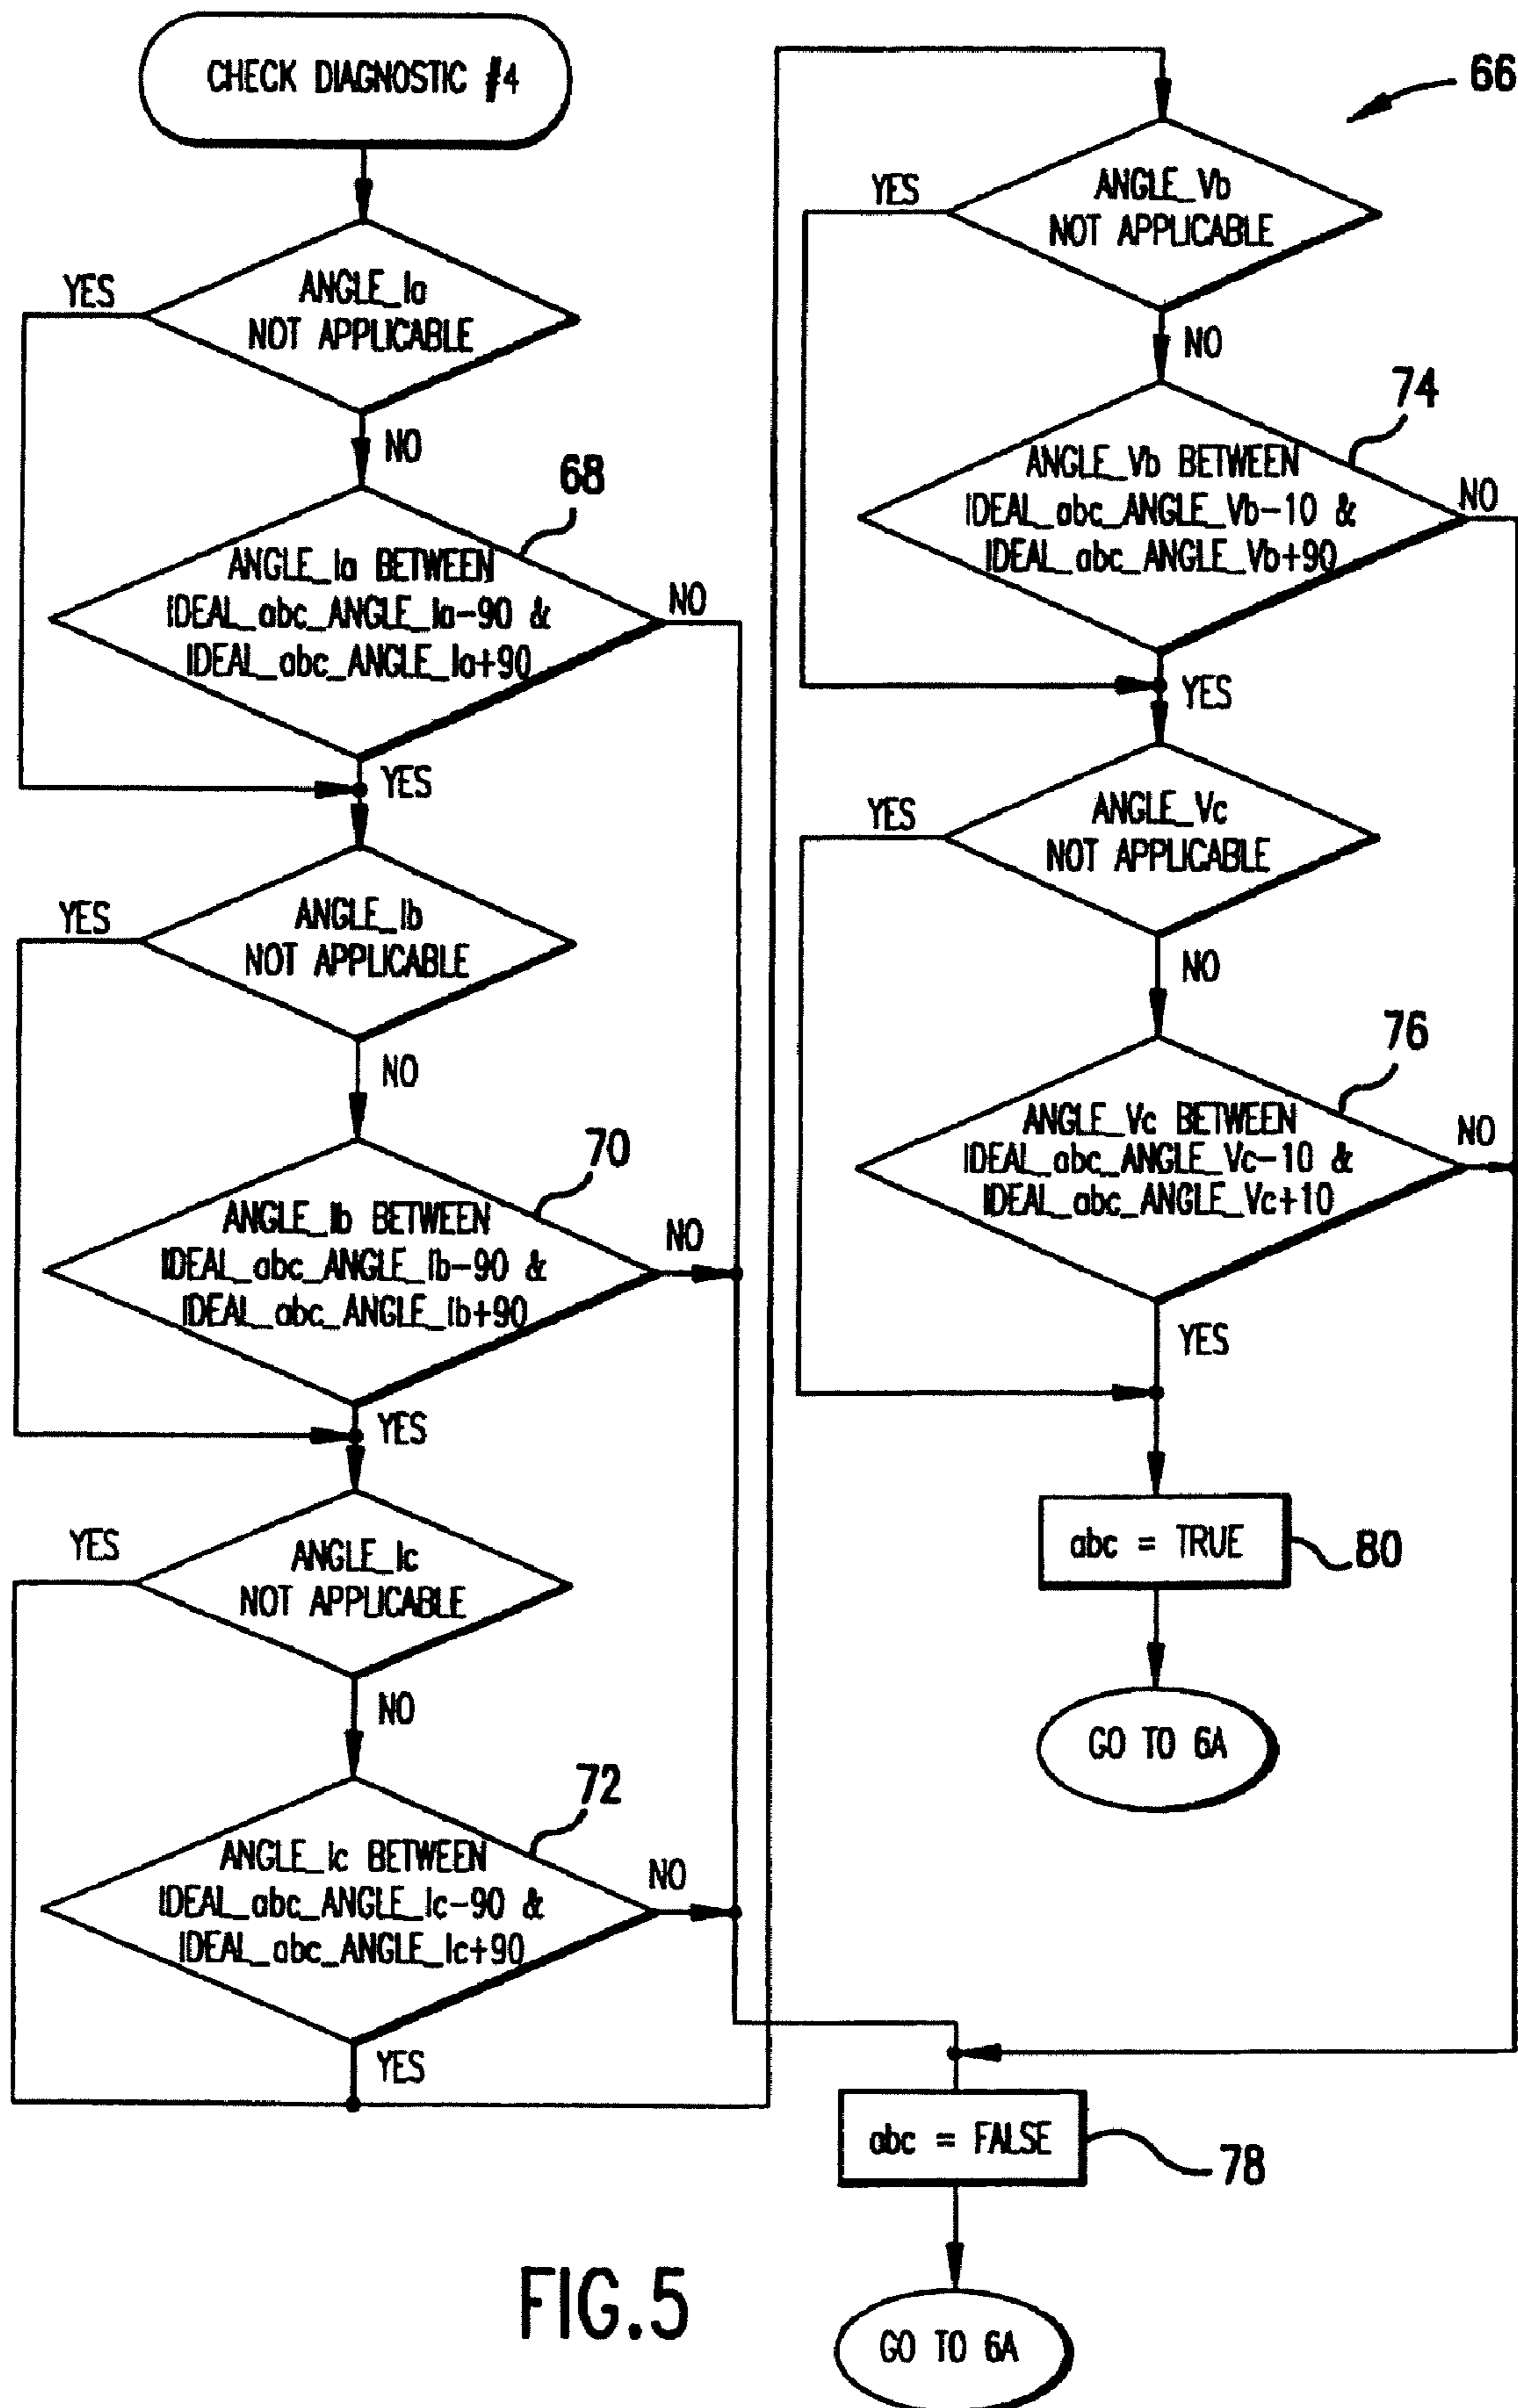 CHECK DIAGNOSTIC #4
YES
ANGLE_Ia
NOT APPLICABLE
NO
68
ANGLE_Ia BETWEEN
IDEAL_abc_ANGLE_Ia-90 &
IDEAL_abc_ANGLE_Ia+90
NO
YES
YES
ANGLE_Ib
NOT APPLICABLE
NO
70
ANGLE_Ib BETWEEN
IDEAL_abc_ANGLE_Ib-90 &
IDEAL_abc_ANGLE_Ib+90
NO
YES
YES
ANGLE_Ic
NOT APPLICABLE
NO
72
ANGLE_Ic BETWEEN
IDEAL_abc_ANGLE_Ic-90 &
IDEAL_abc_ANGLE_Ic+90
NO
YES
66
YES
ANGLE_Vb
NOT APPLICABLE
NO
74
ANGLE_Vb BETWEEN
IDEAL_abc_ANGLE_Vb-10 &
IDEAL_abc_ANGLE_Vb+90
NO
YES
YES
ANGLE_Vc
NOT APPLICABLE
NO
76
ANGLE_Vc BETWEEN
IDEAL_abc_ANGLE_Vc-10 &
IDEAL_abc_ANGLE_Vc+10
NO
YES
abc = TRUE
80
GO TO 6A
abc = FALSE
78
GO TO 6A
FIG.5